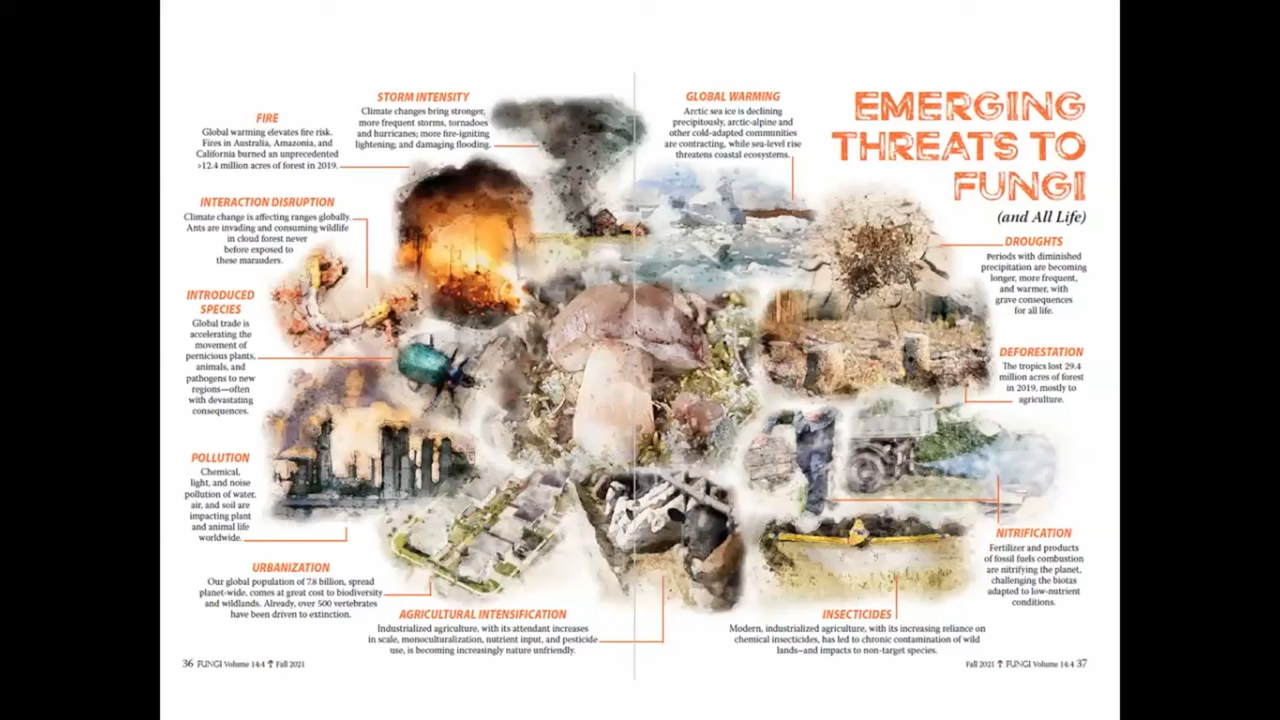 EMERGING
THREATS TO
FUNGI
(and All Life)
STORM INTENSITY
Climate changes bring stronger,
more frequent storms, tornadoes
and hurricanes; more fire-igniting
lightening, and damaging flooding.
GLOBAL WARMING
Arctic sea ice is declining
precipitously, arctic-alpine and
other cold-adapted communities
are contracting, while sea-level rise
threatens coastal ecosystems.
FIRE
Global warming elevates fire risk.
Fires in Australia, Amazonia, and
California burned an unprecedented
>12.4 million acres of forest in 2019.
INTERACTION DISRUPTION
Climate change is affecting ranges globally.
Ants are invading and consuming wildlife
in cloud forest never
before exposed to
these marauders.
DROUGHTS
Periods with diminished
precipitation are becoming
longer, more frequent,
and warmer, with
grave consequences
for all life.
INTRODUCED
SPECIES
Global trade is
accelerating the
movement of
pernicious plants,
animals, and
pathogens to new
regions—often
with devastating
consequences.
DEFORESTATION
The tropics lost 29.4
million acres of forest
in 2019, mostly to
agriculture.
POLLUTION
Chemical,
light, and noise
pollution of water,
air, and soil are
impacting plant
and animal life
worldwide.
NITRIFICATION
Fertilizer and products
of fossil fuels combustion
are nitrifying the planet,
challenging the biotas
adapted to low-nutrient
conditions.
URBANIZATION
Our global population of 7.8 billion, spread
planet-wide, comes at great cost to biodiversity
and wildlands. Already, over 500 vertebrates
have been driven to extinction.
AGRICULTURAL INTENSIFICATION
Industrialized agriculture, with its attendant increases
in scale, monoculturalization, nutrient input, and pesticide
use, is becoming increasingly nature unfriendly.
INSECTICIDES
Modern, industrialized agriculture, with its increasing reliance on
chemical insecticides, has led to chronic contamination of wild
lands—and impacts to non-target species.
36 FUNGI Volume 14:4 Fall 2021
Fall 2021 FUNGI Volume 14:4 37